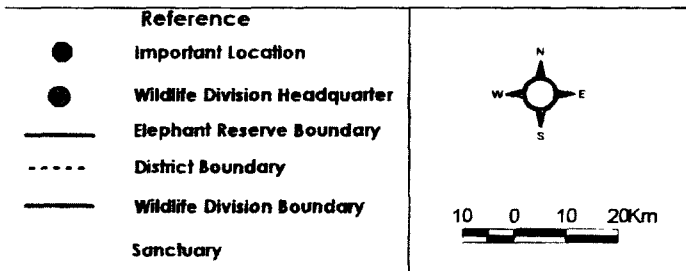 Reference
Important Location
Wildlife Division Headquarter
Elephant Reserve Boundary
District Boundary
Wildlife Division Boundary
Sanctuary
N
W E
S
10 0 10 20Km